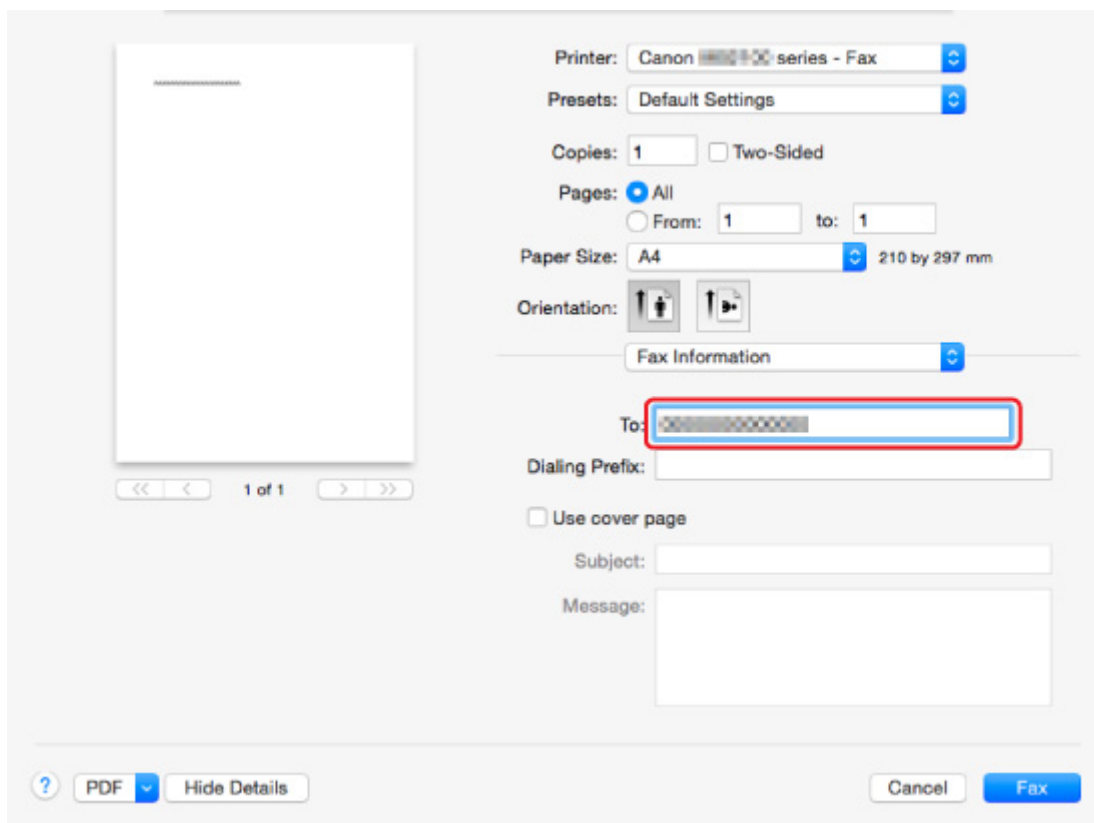 Printer: Canon series - Fax
Presets: Default Settings
Copies: 1 Two-Sided
Pages: All
From: 1 to: 1
Paper Size: A4 210 by 297 mm
Orientation:
Fax Information
To:
Dialing Prefix:
1 of 1
Use cover page
Subject:
Message:
? PDF Hide Details Cancel Fax